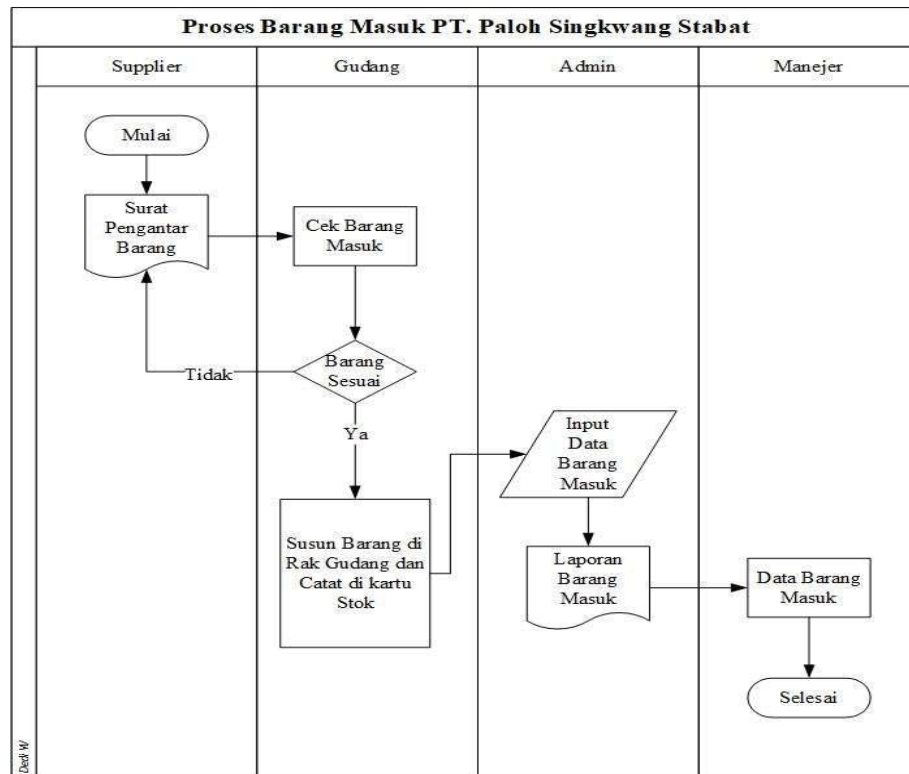 Proses Barang Masuk PT. Paloh Singkwang Stabat
Supplier
Gudang
Admin
Manejer
Mulai
Surat
Pengantar
Barang
Cek Barang
Masuk
Barang
Sesuai
Tidak
Ya
Susun Barang di
Rak Gudang dan
Catat di kartu
Stok
Input
Data
Barang
Masuk
Laporan
Barang
Masuk
Data Barang
Masuk
Selesai
Dedi W